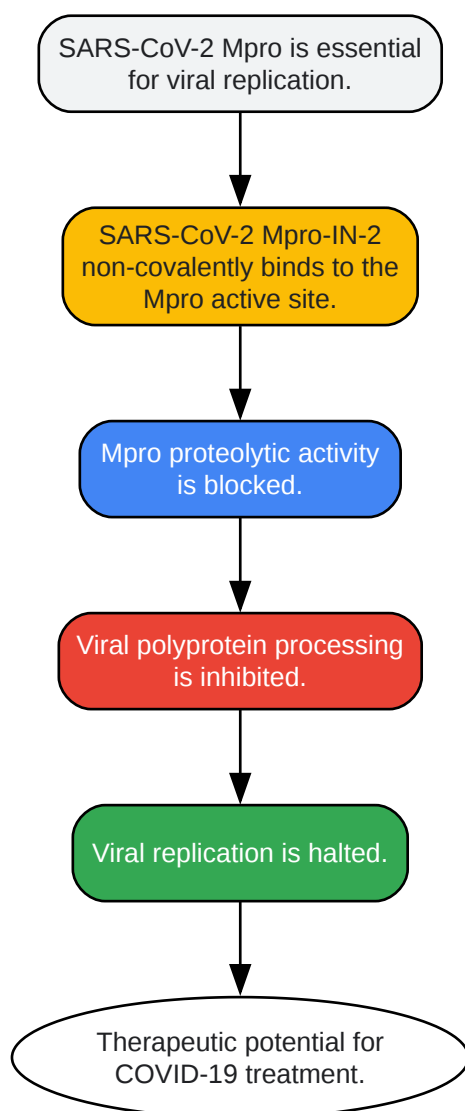 SARS-CoV-2 Mpro is essential
for viral replication.
SARS-CoV-2 Mpro-IN-2
non-covalently binds to the
Mpro active site.
Mpro proteolytic activity
is blocked.
Viral polyprotein processing
is inhibited.
Viral replication is halted.
Therapeutic potential for
COVID-19 treatment.